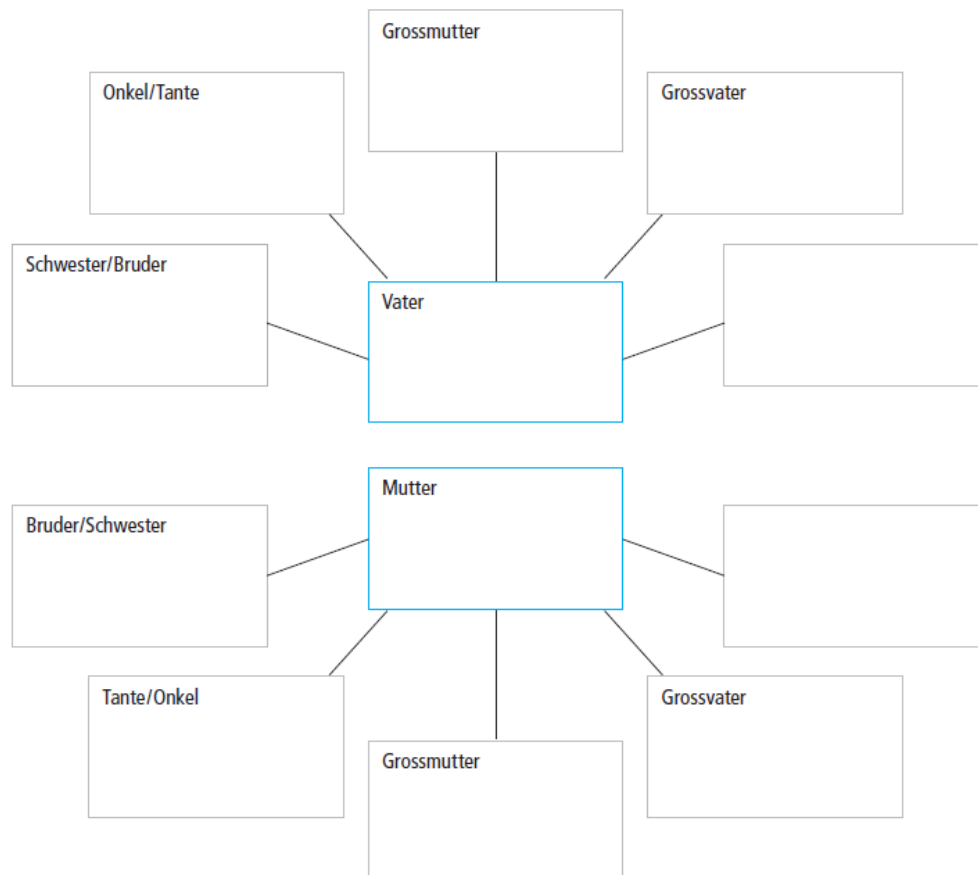 Grossmutter
Onkel/Tante
Grossvater
Schwester/Bruder
Vater
Mutter
Bruder/Schwester
Tante/Onkel
Grossvater
Grossmutter